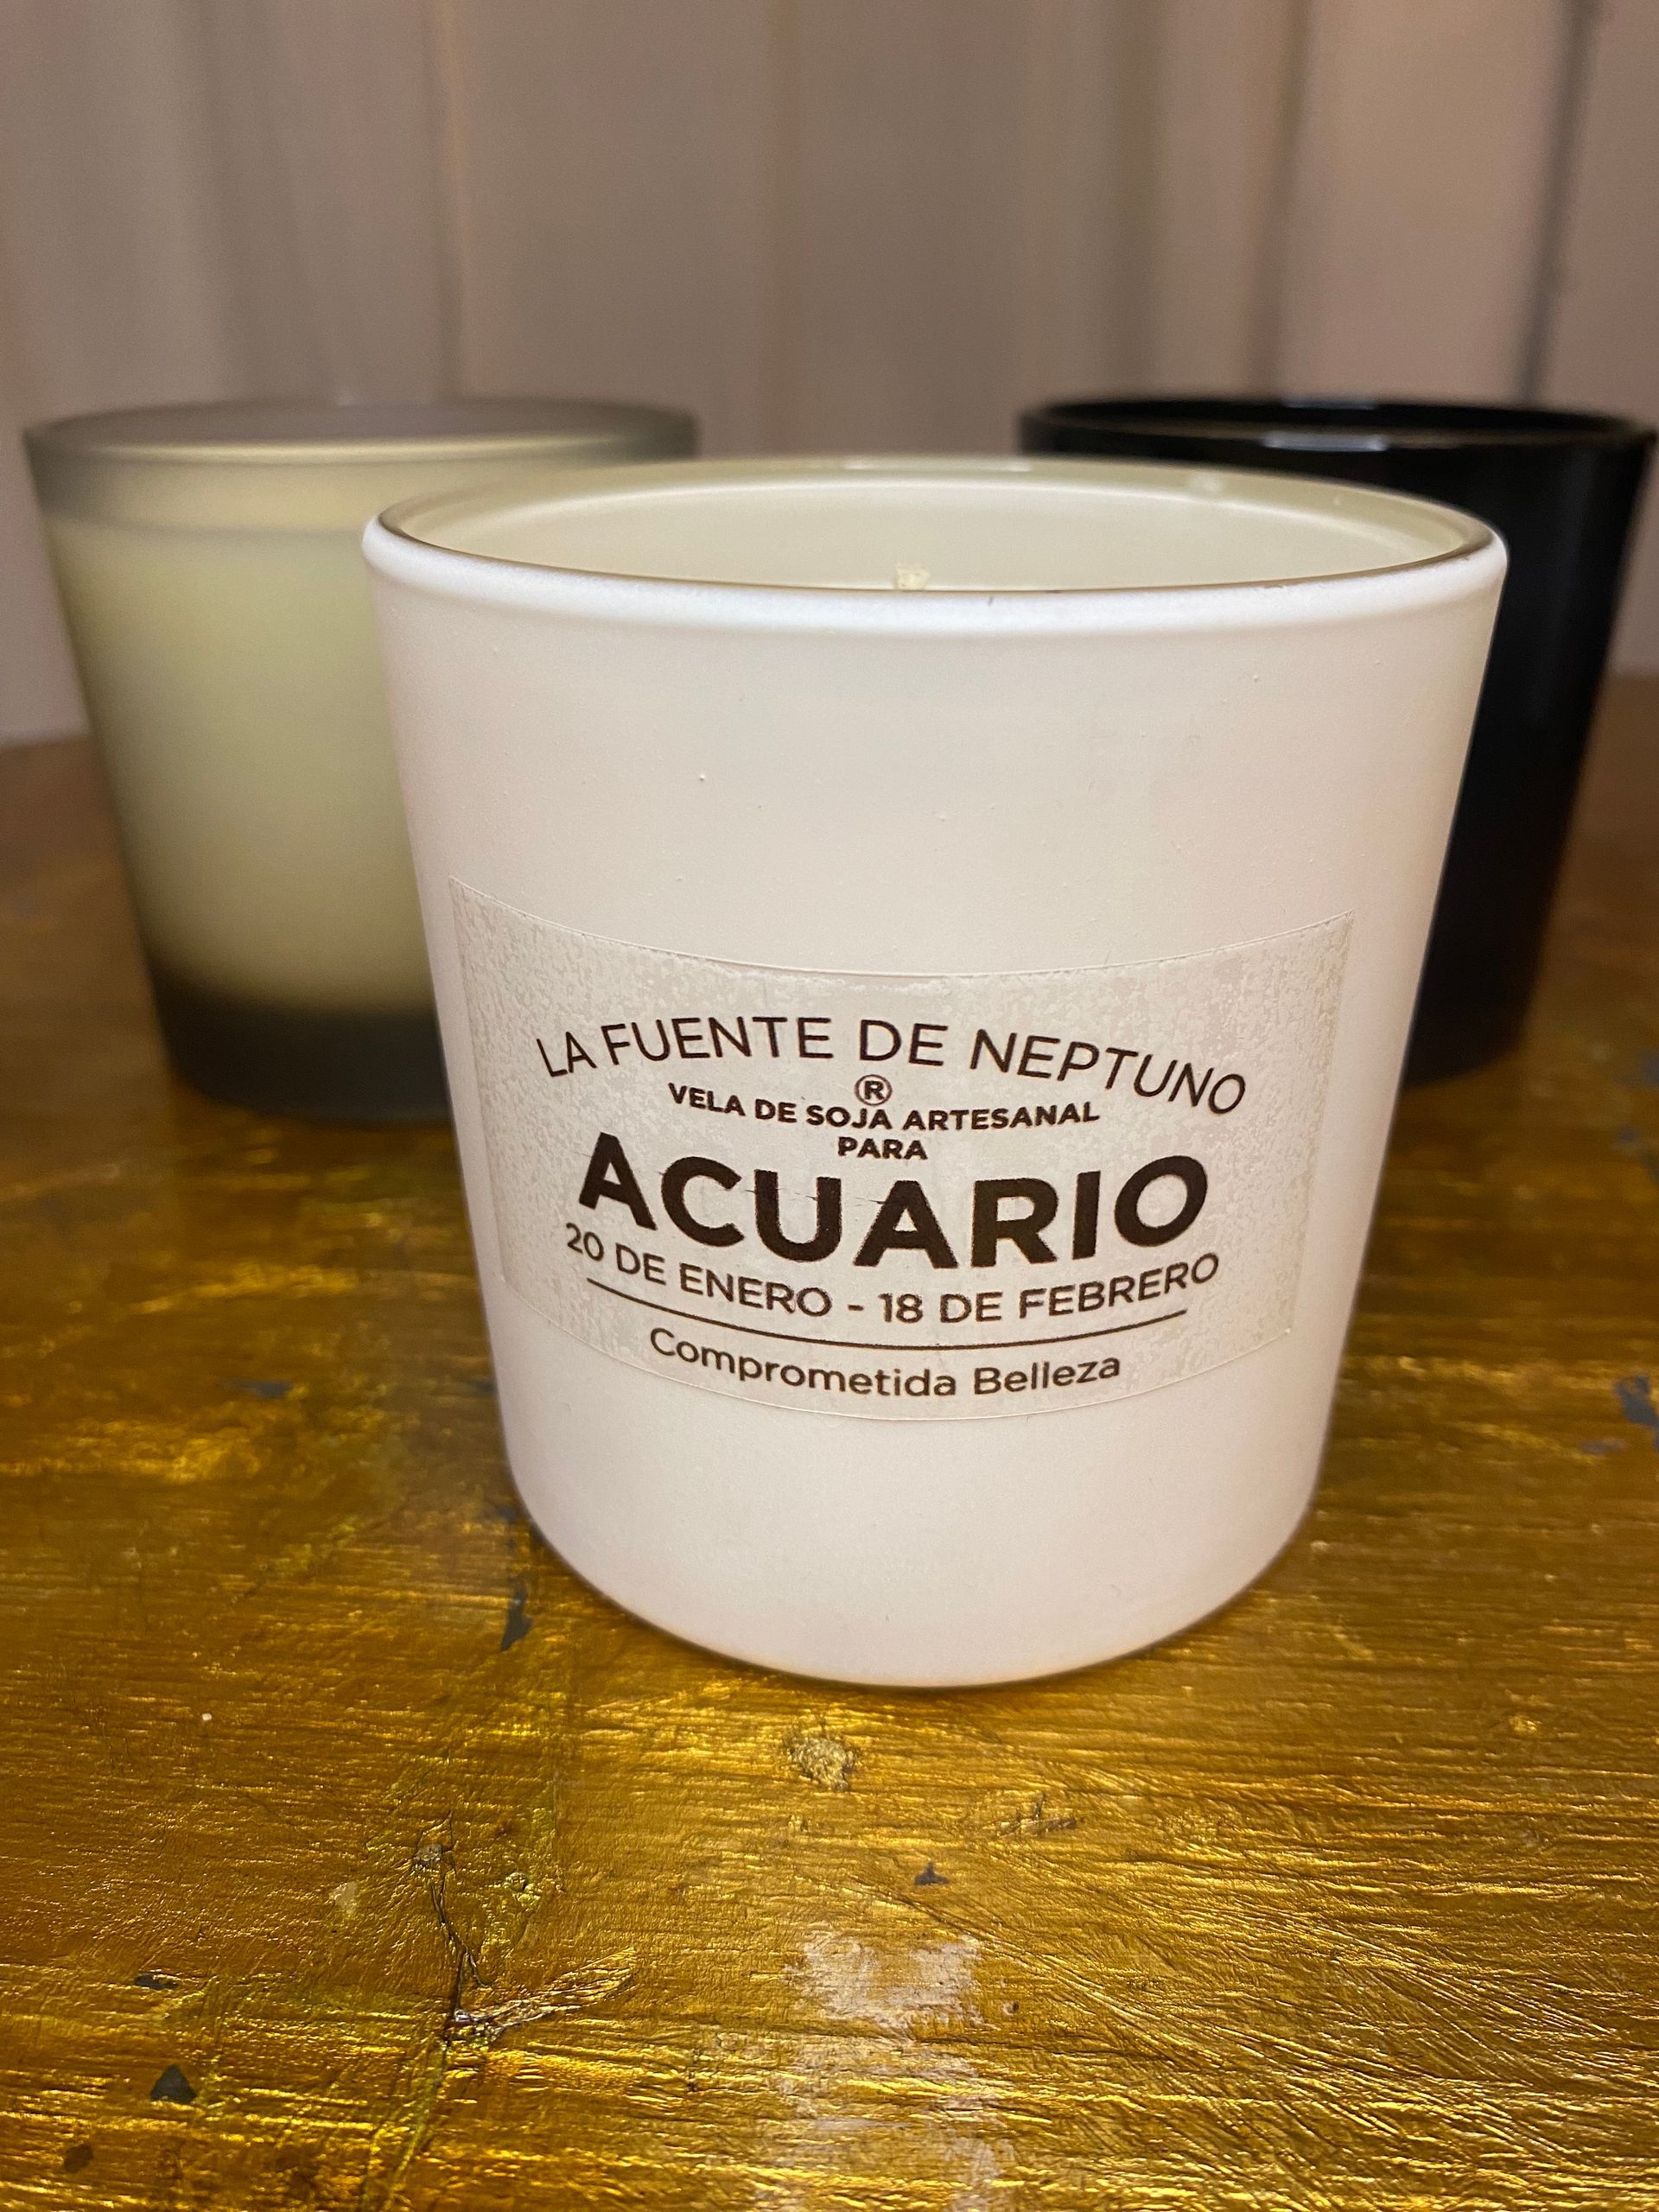 LA FUENTE DE NEPTUNO
®
VELA DE SOJA ARTESANAL
PARA
ACUARIO
20 DE ENERO - 18 DE FEBRERO
Comprometida Belleza